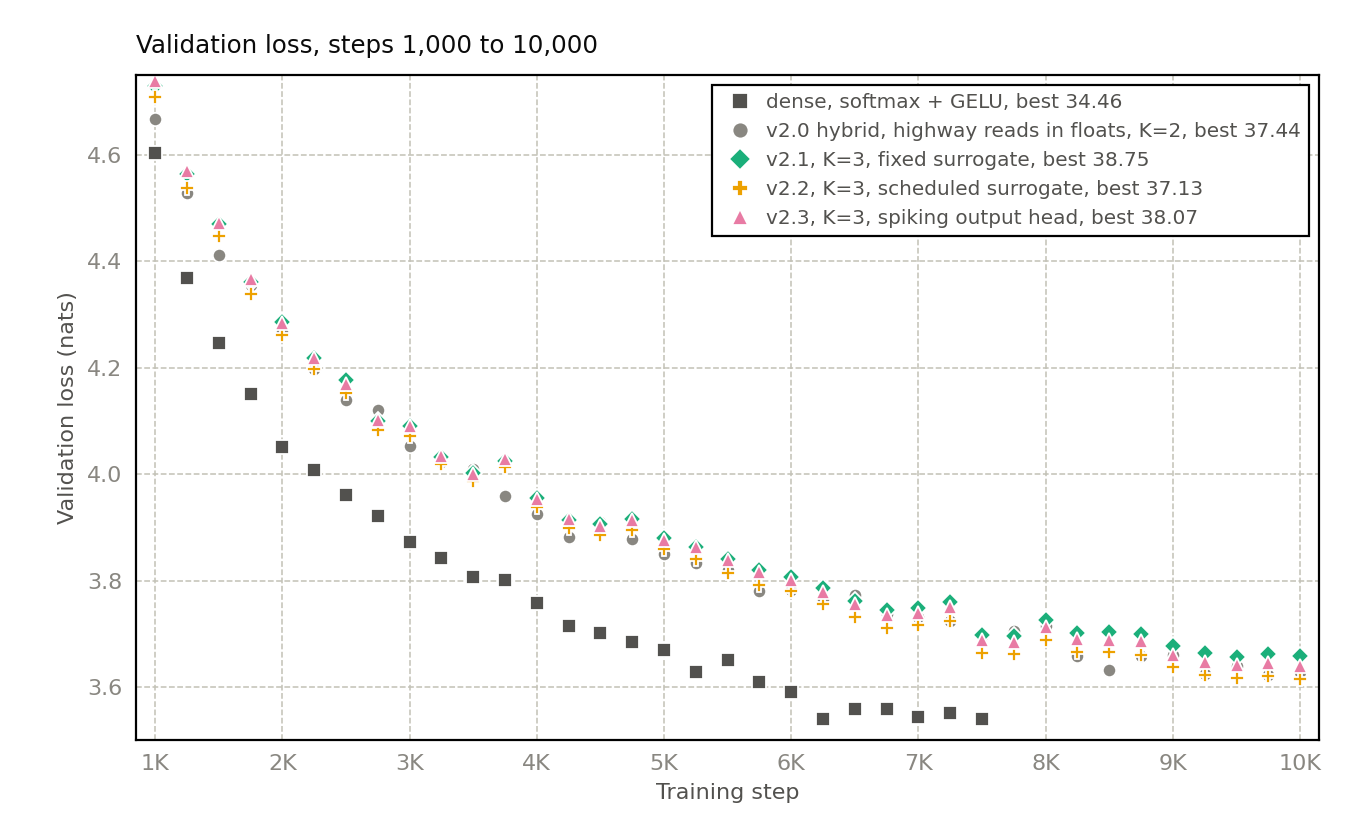 Validation loss, steps 1,000 to 10,000
dense, softmax + GELU, best 34.46
v2.0 hybrid, highway reads in floats, K=2, best 37.44
v2.1, K=3, fixed surrogate, best 38.75
v2.2, K=3, scheduled surrogate, best 37.13
v2.3, K=3, spiking output head, best 38.07
Validation loss (nats)
4.6
4.4
4.2
4.0
3.8
3.6
1K 2K 3K 4K 5K 6K 7K 8K 9K 10K
Training step